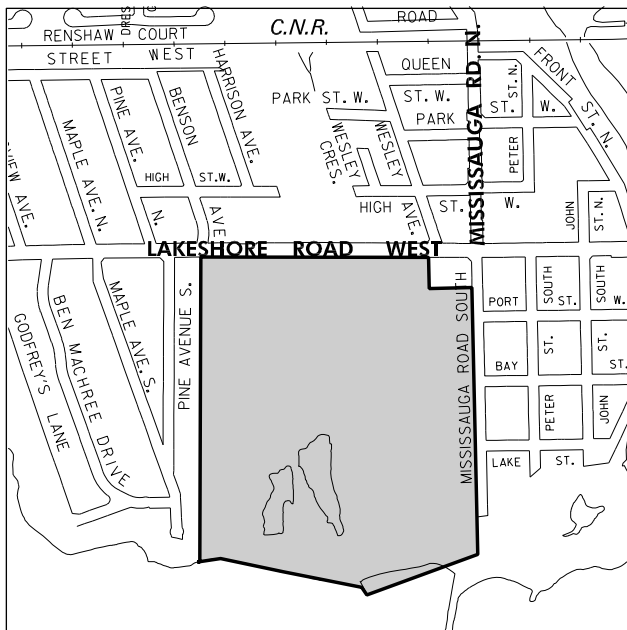 ROAD
DRES
C
RENSHAW COURT
C.N.R.
STREET WEST
QUEEN
FRONT ST. N.
HARRISON AVE.
PINE AVE.
BENSON
MAPLE AVE. N.
PARK ST. W.
ST. W.
ST. N.
PARK ST. W.
MISSISSAUGA RD. N.
WESLEY CRES.
WESLEY
PETER
VIEW AVE.
HIGH ST.W.
N.
AVE
HIGH AVE. ST. W.
JOHN
ST. N.
LAKESHORE ROAD WEST
PINE AVENUE S.
MAPLE AVE. S.
BEN MACHREE DRIVE
GODFREY'S LANE
MISSISSAUGA ROAD SOUTH
PORT
SOUTH
ST.
SOUTH
W.
BAY
ST.
ST.
ST.
PETER
JOHN
LAKE ST.